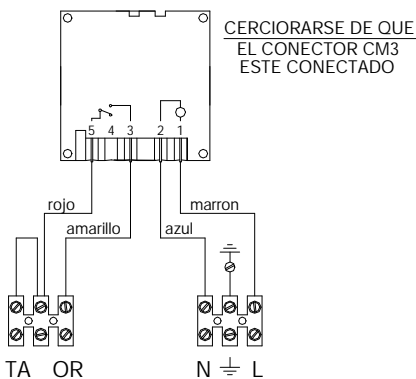 CERCIORARSE DE QUE
EL CONECTOR CM3
ESTE CONECTADO
5 4 3 2 1
rojo
marron
amarillo
azul
TA OR N L